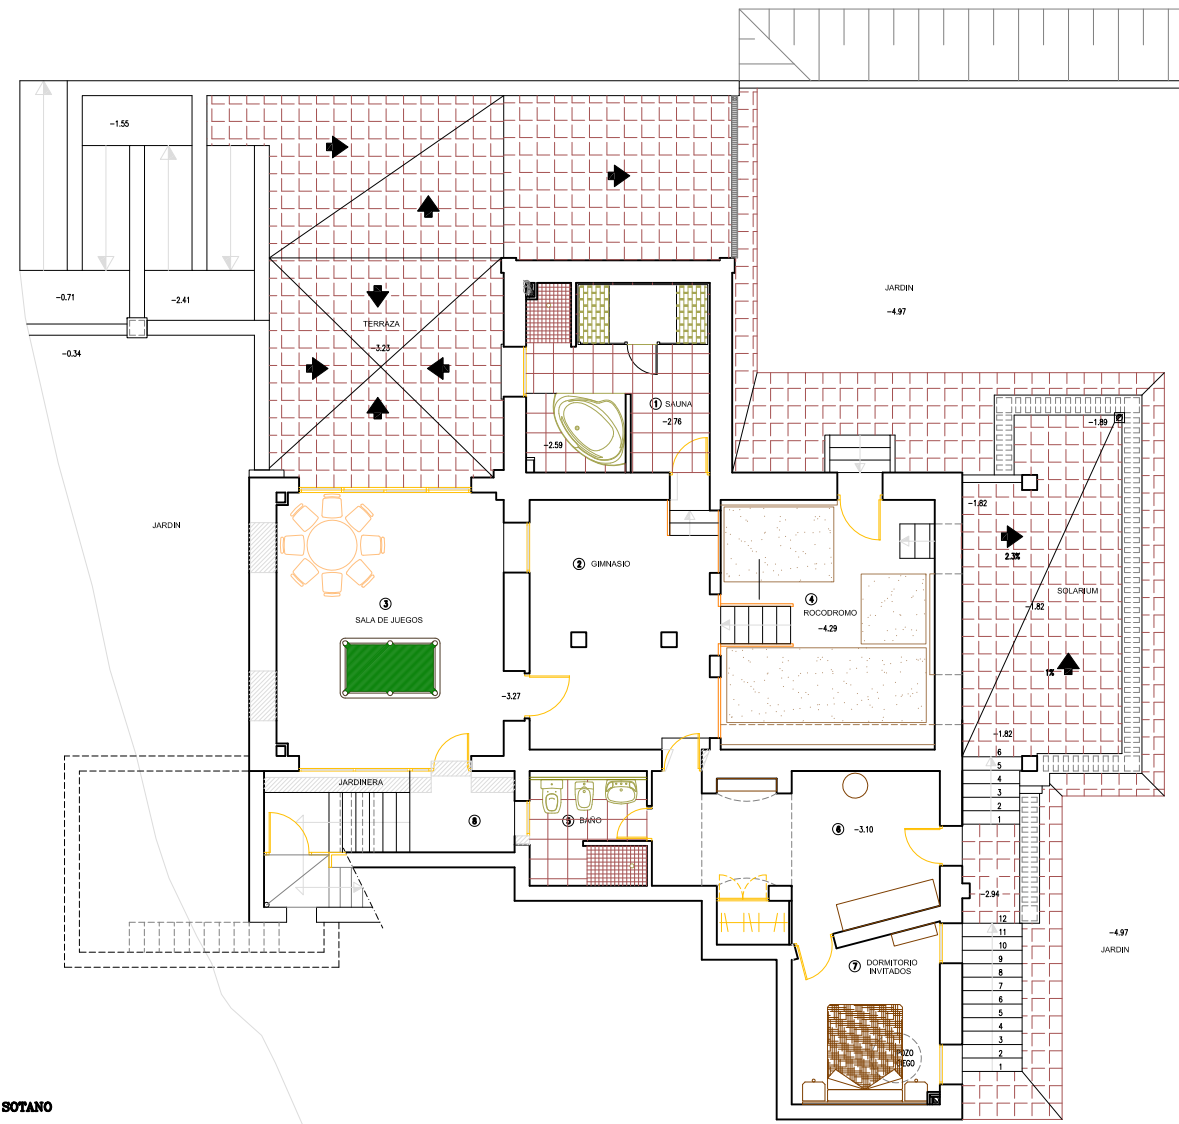 -1.55
-0.71
-2.41
-0.34
TERRAZA
-3.23
JARDIN
-4.97
1 SAUNA
-2.76
-2.59
-1.89
-1.82
2.3%
SOLARIUM
-1.82
1%
-1.82
JARDIN
2 GIMNASIO
3
SALA DE JUEGOS
4
ROCODROMO
-4.29
-3.27
6
5
4
3
2
1
JARDINERA
8
5 BAÑO
6 -3.10
-2.94
12
11
10
9
8
7
6
5
4
3
2
1
-4.97
JARDIN
7 DORMITORIO
INVITADOS
POZO
SOTANO